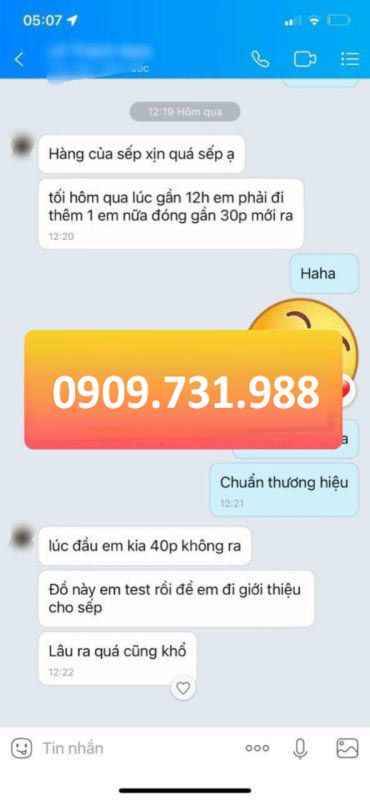 05:07
12:19 Hôm qua
Hàng của sếp xịn quá sếp ạ
tối hôm qua lúc gần 12h em phải đi
thêm 1 em nữa đóng gần 30p mới ra
12:20
Haha
0909.731.988
a
Chuẩn thương hiệu
12:21
lúc đầu em kia 40p không ra
Đồ này em test rồi để em đi giới thiệu
cho sếp
Lâu ra quá cũng khổ
12:22
Tin nhắn